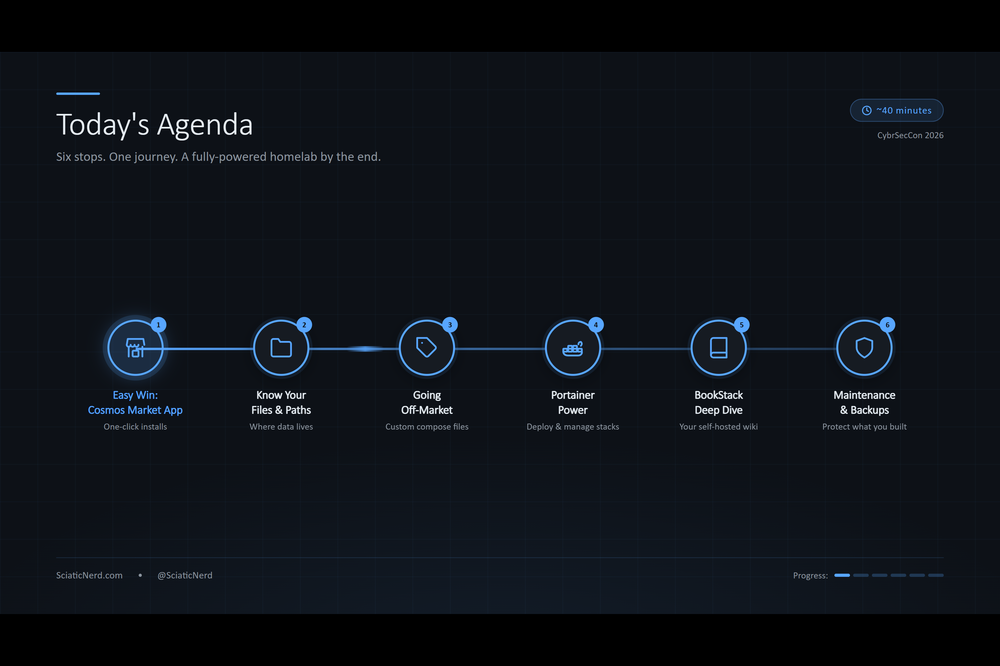 Today's Agenda
Six stops. One journey. A fully-powered homelab by the end.
~40 minutes
CybrSecCon 2026
1
Easy Win:
Cosmos Market App
One-click installs
2
Know Your
Files & Paths
Where data lives
3
Going
Off-Market
Custom compose files
4
Portainer
Power
Deploy & manage stacks
5
BookStack
Deep Dive
Your self-hosted wiki
6
Maintenance
& Backups
Protect what you built
SciaticNerd.com • @SciaticNerd
Progress: